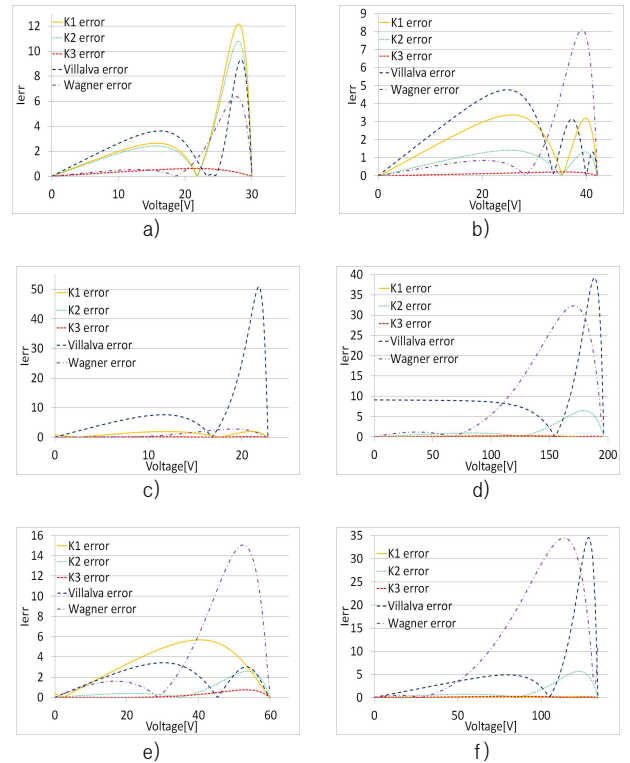 12
10
8
6
4
2
0
Ierr
K1 error
K2 error
K3 error
Villalva error
Wagner error
0 10 20 30
Voltage[V]
a)
9
8
7
6
5
4
3
2
1
0
Ierr
K1 error
K2 error
K3 error
Villalva error
Wagner error
0 20 40
Voltage[V]
b)
50
40
30
20
10
0
Ierr
K1 error
K2 error
K3 error
Villalva error
Wagner error
0 10 20
Voltage[V]
c)
40
35
30
25
20
15
10
5
0
Ierr
K1 error
K2 error
K3 error
Villalva error
Wagner error
0 50 100 150 200
Voltage[V]
d)
16
14
12
10
8
6
4
2
0
Ierr
K1 error
K2 error
K3 error
Villalva error
Wagner error
0 20 40 60
Voltage[V]
e)
35
30
25
20
15
10
5
0
Ierr
K1 error
K2 error
K3 error
Villalva error
Wagner error
0 50 100
Voltage[V]
f)